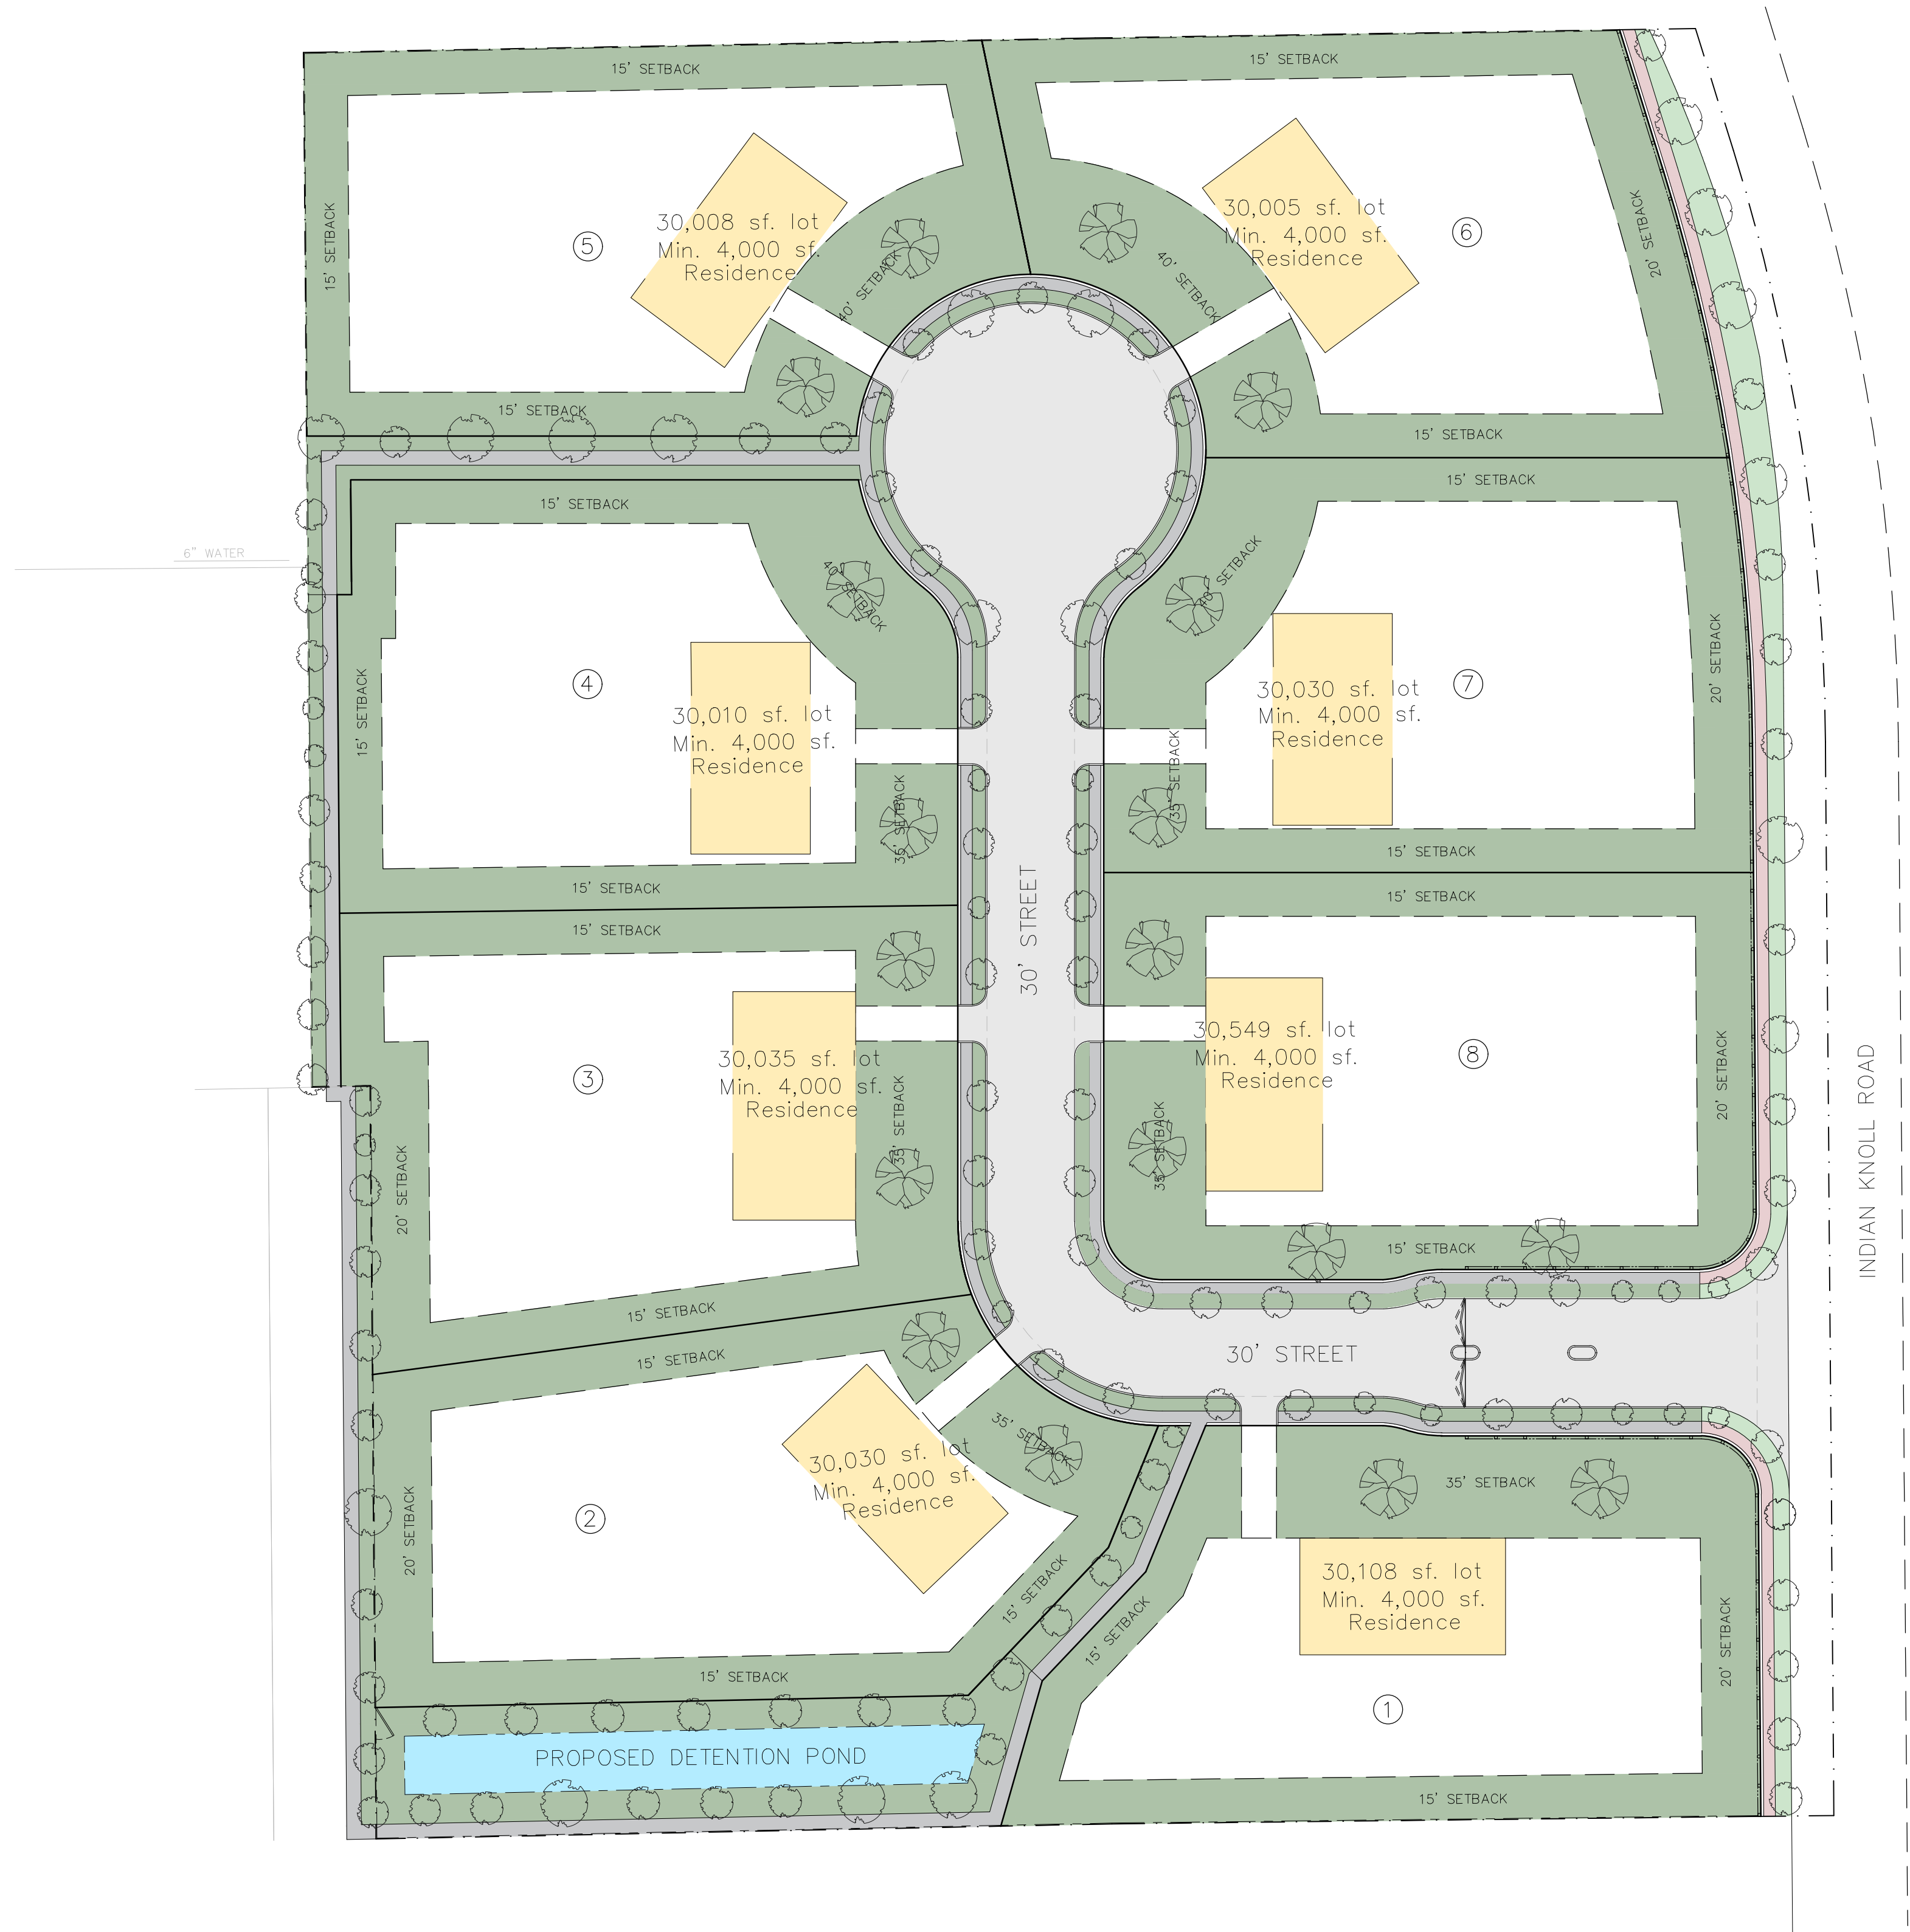 15' SETBACK
15' SETBACK
15' SETBACK
30,008 sf. lot
Min. 4,000 sf.
Residence
5
40' SETBACK
15' SETBACK
30,005 sf. lot
Min. 4,000 sf.
Residence
6
40' SETBACK
20' SETBACK
15' SETBACK
6" WATER
15' SETBACK
40' SETBACK
4
15' SETBACK
30,010 sf. lot
Min. 4,000 sf.
Residence
35' SETBACK
15' SETBACK
15' SETBACK
40' SETBACK
7
30,030 sf. lot
Min. 4,000 sf.
Residence
20' SETBACK
35' SETBACK
15' SETBACK
30' STREET
15' SETBACK
3
30,035 sf. lot
Min. 4,000 sf.
Residence
35' SETBACK
20' SETBACK
15' SETBACK
15' SETBACK
30,549 sf. lot
Min. 4,000 sf.
Residence
8
35' SETBACK
20' SETBACK
15' SETBACK
INDIAN KNOLL ROAD
30' STREET
15' SETBACK
2
20' SETBACK
30,030 sf. lot
Min. 4,000 sf.
Residence
35' SETBACK
15' SETBACK
15' SETBACK
35' SETBACK
30,108 sf. lot
Min. 4,000 sf.
Residence
1
15' SETBACK
20' SETBACK
15' SETBACK
PROPOSED DETENTION POND